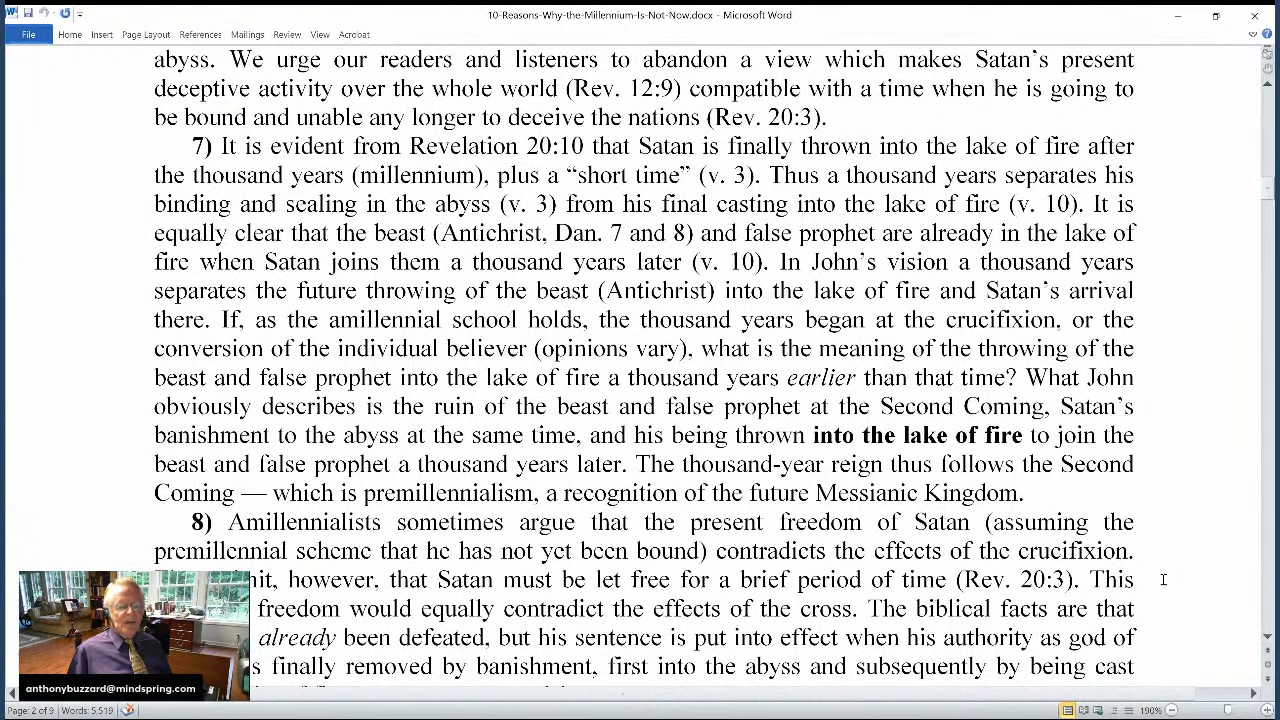 10-Reasons-Why-the-Millennium-Is-Not-Now.docx - Microsoft Word
File Home Insert Page Layout References Mailings Review View Acrobat
abyss. We urge our readers and listeners to abandon a view which makes Satan's present
deceptive activity over the whole world (Rev. 12:9) compatible with a time when he is going to
be bound and unable any longer to deceive the nations (Rev. 20:3).
7) It is evident from Revelation 20:10 that Satan is finally thrown into the lake of fire after
the thousand years (millennium), plus a “short time” (v. 3). Thus a thousand years separates his
binding and sealing in the abyss (v. 3) from his final casting into the lake of fire (v. 10). It is
equally clear that the beast (Antichrist, Dan. 7 and 8) and false prophet are already in the lake of
fire when Satan joins them a thousand years later (v. 10). In John's vision a thousand years
separates the future throwing of the beast (Antichrist) into the lake of fire and Satan's arrival
there. If, as the amillennial school holds, the thousand years began at the crucifixion, or the
conversion of the individual believer (opinions vary), what is the meaning of the throwing of the
beast and false prophet into the lake of fire a thousand years earlier than that time? What John
obviously describes is the ruin of the beast and false prophet at the Second Coming, Satan's
banishment to the abyss at the same time, and his being thrown into the lake of fire to join the
beast and false prophet a thousand years later. The thousand-year reign thus follows the Second
Coming — which is premillennialism, a recognition of the future Messianic Kingdom.
8) Amillennialists sometimes argue that the present freedom of Satan (assuming the
premillennial scheme that he has not yet been bound) contradicts the effects of the crucifixion.
however, that Satan must be let free for a brief period of time (Rev. 20:3). This
freedom would equally contradict the effects of the cross. The biblical facts are that
already been defeated, but his sentence is put into effect when his authority as god of
finally removed by banishment, first into the abyss and subsequently by being cast
anthonybuzzard@mindspring.com
Page: 2 of 9 Words: 5,519 190%